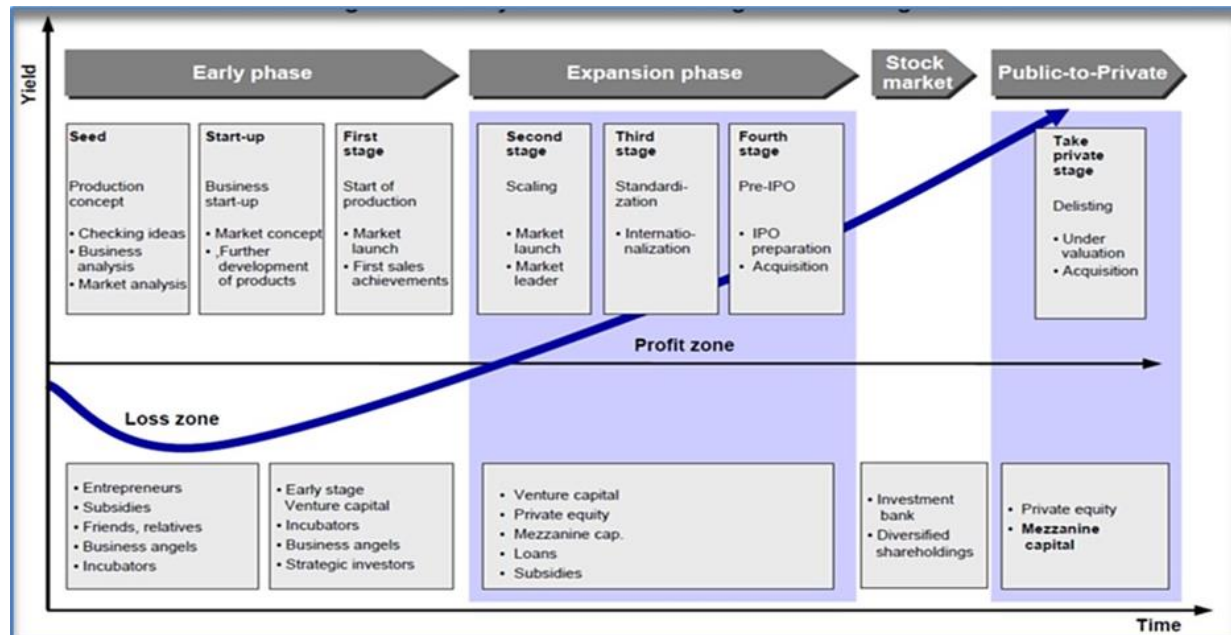 Yield
Early phase
Expansion phase
Stock
market
Public-to-Private
Seed
Production
concept
• Checking ideas
• Business
analysis
• Market analysis
Start-up
Business
start-up
• Market concept
• ‚Further
development
of products
First
stage
Start of
production
• Market
launch
• First sales
achievements
Second
stage
Scaling
• Market
launch
• Market
leader
Third
stage
Standardi-
zation
• Internatio-
nalization
Fourth
stage
Pre-IPO
• IPO
preparation
• Acquisition
Take
private
stage
Delisting
• Under
valuation
• Acquisition
Profit zone
Loss zone
• Entrepreneurs
• Subsidies
• Friends, relatives
• Business angels
• Incubators
• Early stage
Venture capital
• Incubators
• Business angels
• Strategic investors
• Venture capital
• Private equity
• Mezzanine cap.
• Loans
• Subsidies
• Investment
bank
• Diversified
shareholdings
• Private equity
• Mezzanine
capital
Time